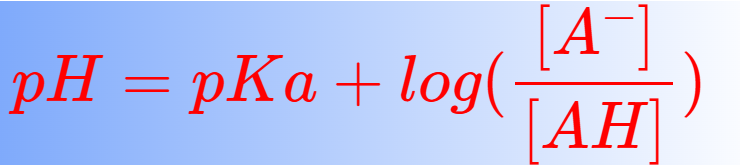 pH = pKa + log([A⁻]/[AH])